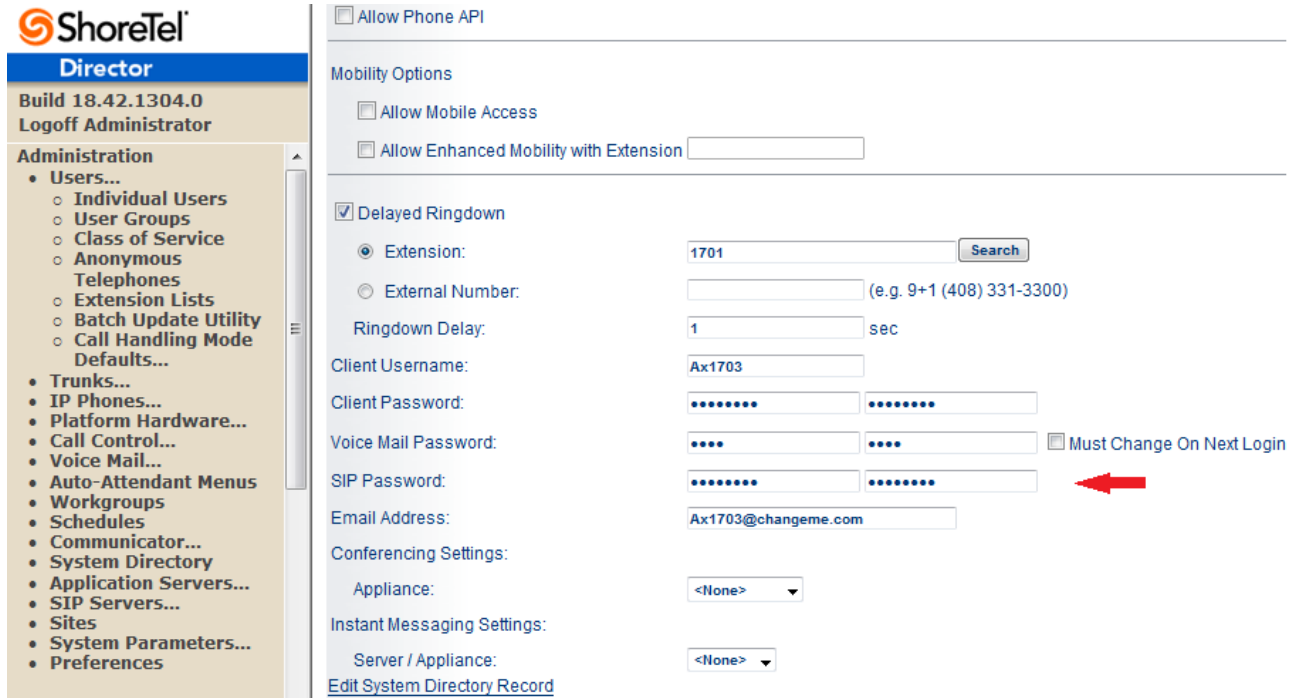 ShoreTel
Director
Build 18.42.1304.0
Logoff Administrator
Administration
Users...
Individual Users
User Groups
Class of Service
Anonymous
Telephones
Extension Lists
Batch Update Utility
Call Handling Mode
Defaults...
Trunks...
IP Phones...
Platform Hardware...
Call Control...
Voice Mail...
Auto-Attendant Menus
Workgroups
Schedules
Communicator...
System Directory
Application Servers...
SIP Servers...
Sites
System Parameters...
Preferences
Allow Phone API
Mobility Options
Allow Mobile Access
Allow Enhanced Mobility with Extension
Delayed Ringdown
Extension: 1701 Search
External Number: (e.g. 9+1 (408) 331-3300)
Ringdown Delay: 1 sec
Client Username: Ax1703
Client Password: •••••••• ••••••••
Voice Mail Password: •••• •••• Must Change On Next Login
SIP Password: •••••••• ••••••••
Email Address: Ax1703@changeme.com
Conferencing Settings:
Appliance: <None>
Instant Messaging Settings:
Server / Appliance: <None>
Edit System Directory Record